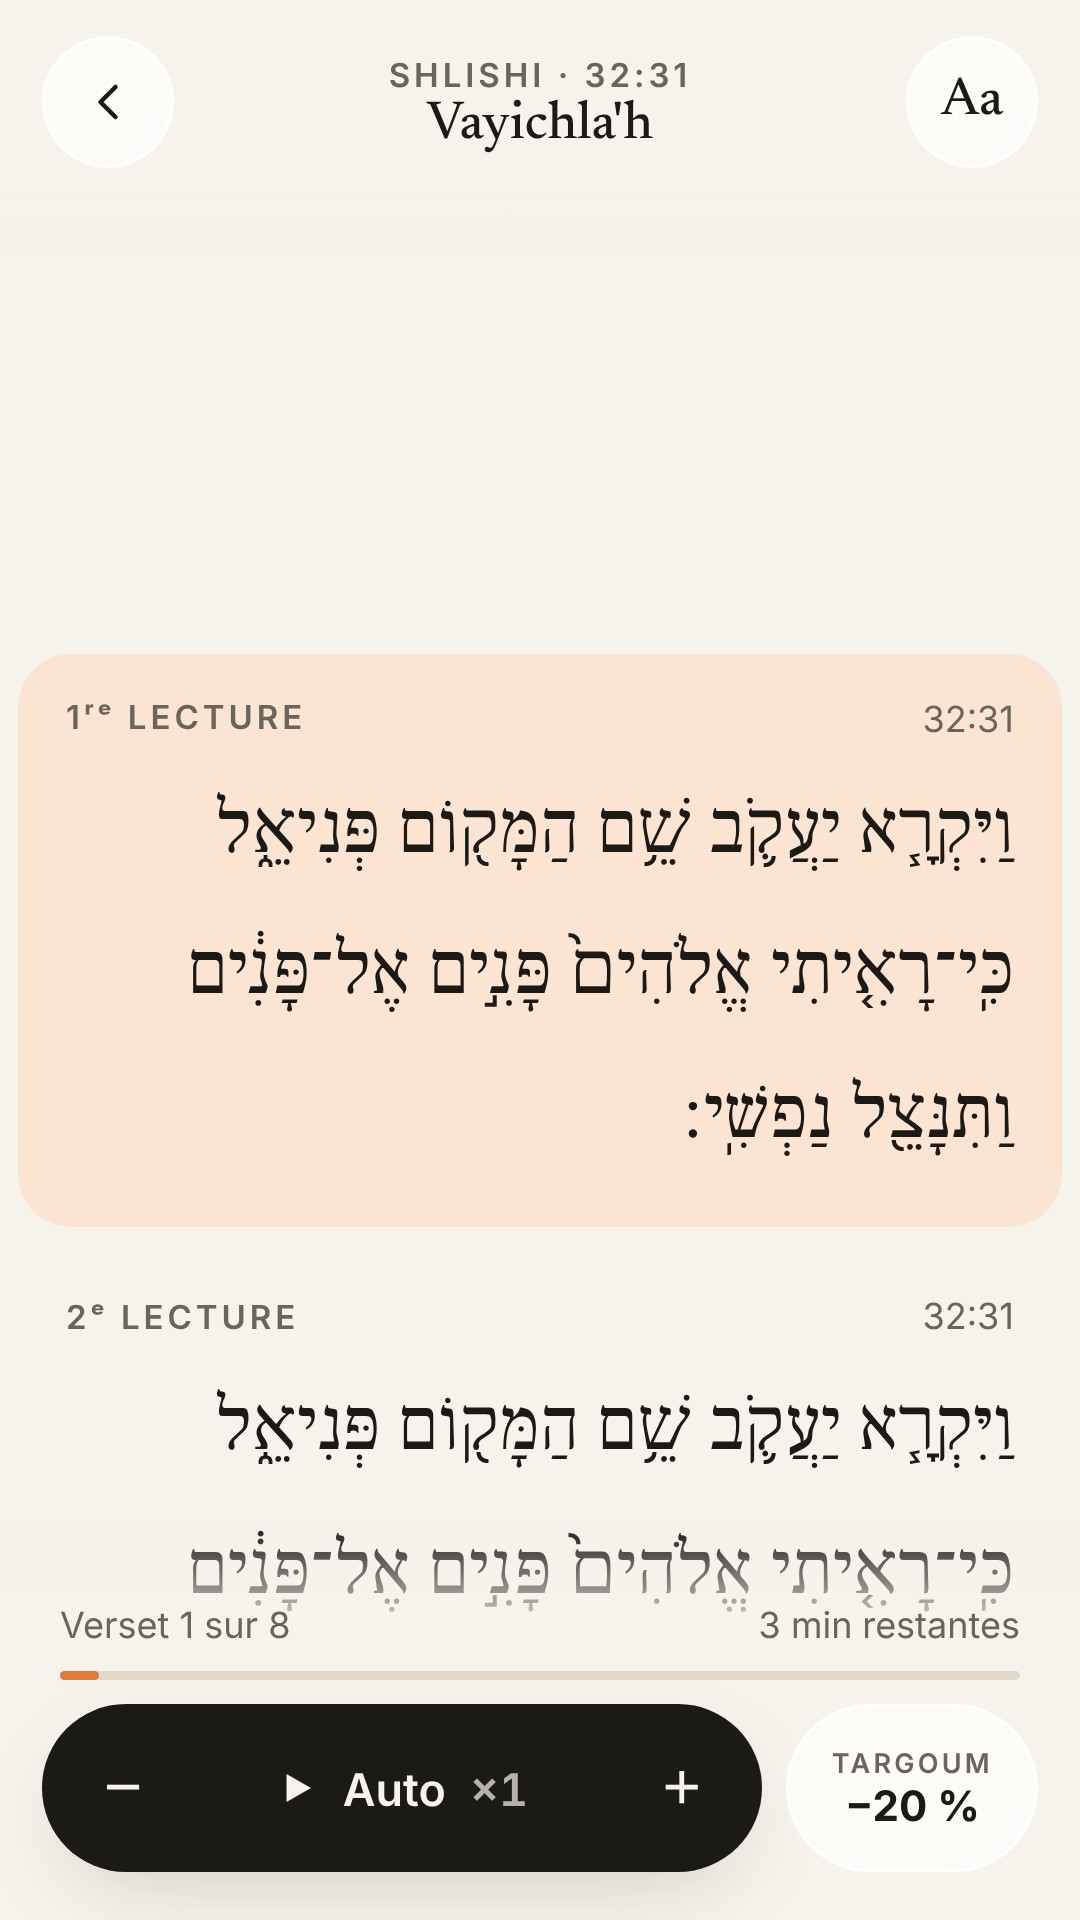 SHLISHI · 32:31
Vayichla'h
Aa
1ʳᵉ LECTURE
32:31
וַיִּקְרָ֧א יַעֲקֹ֛ב שֵׁ֥ם הַמָּק֖וֹם פְּנִיאֵ֑ל
כִּֽי־רָאִ֤יתִי אֱלֹהִים֙ פָּנִ֣ים אֶל־פָּנִ֔ים
וַתִּנָּצֵ֖ל נַפְשִֽׁי׃
2ᵉ LECTURE
32:31
וַיִּקְרָ֧א יַעֲקֹ֛ב שֵׁ֥ם הַמָּק֖וֹם פְּנִיאֵ֑ל
כִּֽי־רָאִ֤יתִי אֱלֹהִים֙ פָּנִ֣ים אֶל־פָּנִ֔ים
Verset 1 sur 8
3 min restantes
− ▶ Auto ×1 +
TARGOUM
−20 %